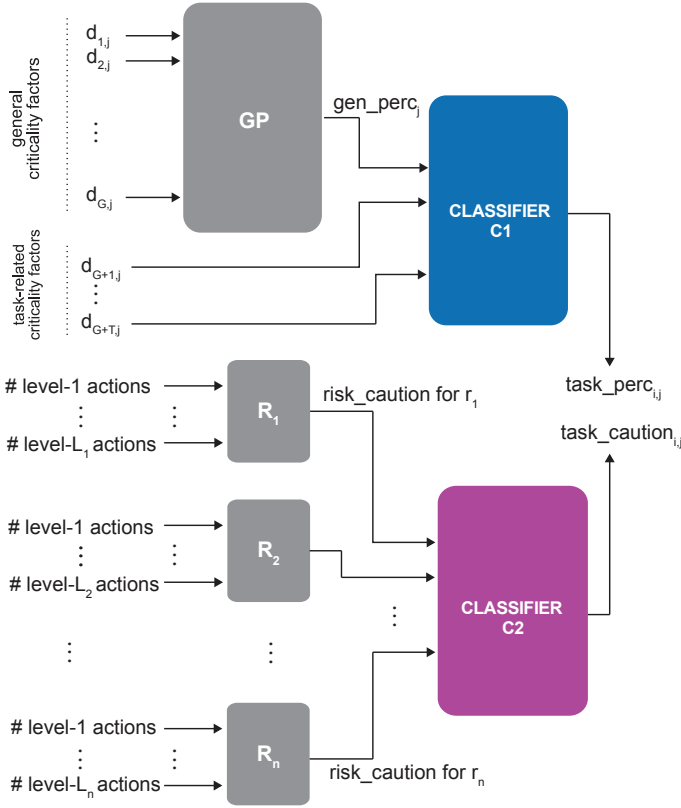 general
criticality factors
d1,j
d2,j
⋮
dG,j
GP
gen_percj
CLASSIFIER
C1
task-related
criticality factors
dG+1,j
⋮
dG+T,j
task_perci,j
# level-1 actions
⋮ ⋮
# level-L1 actions
R1
risk_caution for r1
task_cautioni,j
# level-1 actions
⋮ ⋮
# level-L2 actions
R2
⋮
CLASSIFIER
C2
⋮ ⋮
# level-1 actions
⋮ ⋮
# level-Ln actions
Rn
risk_caution for rn